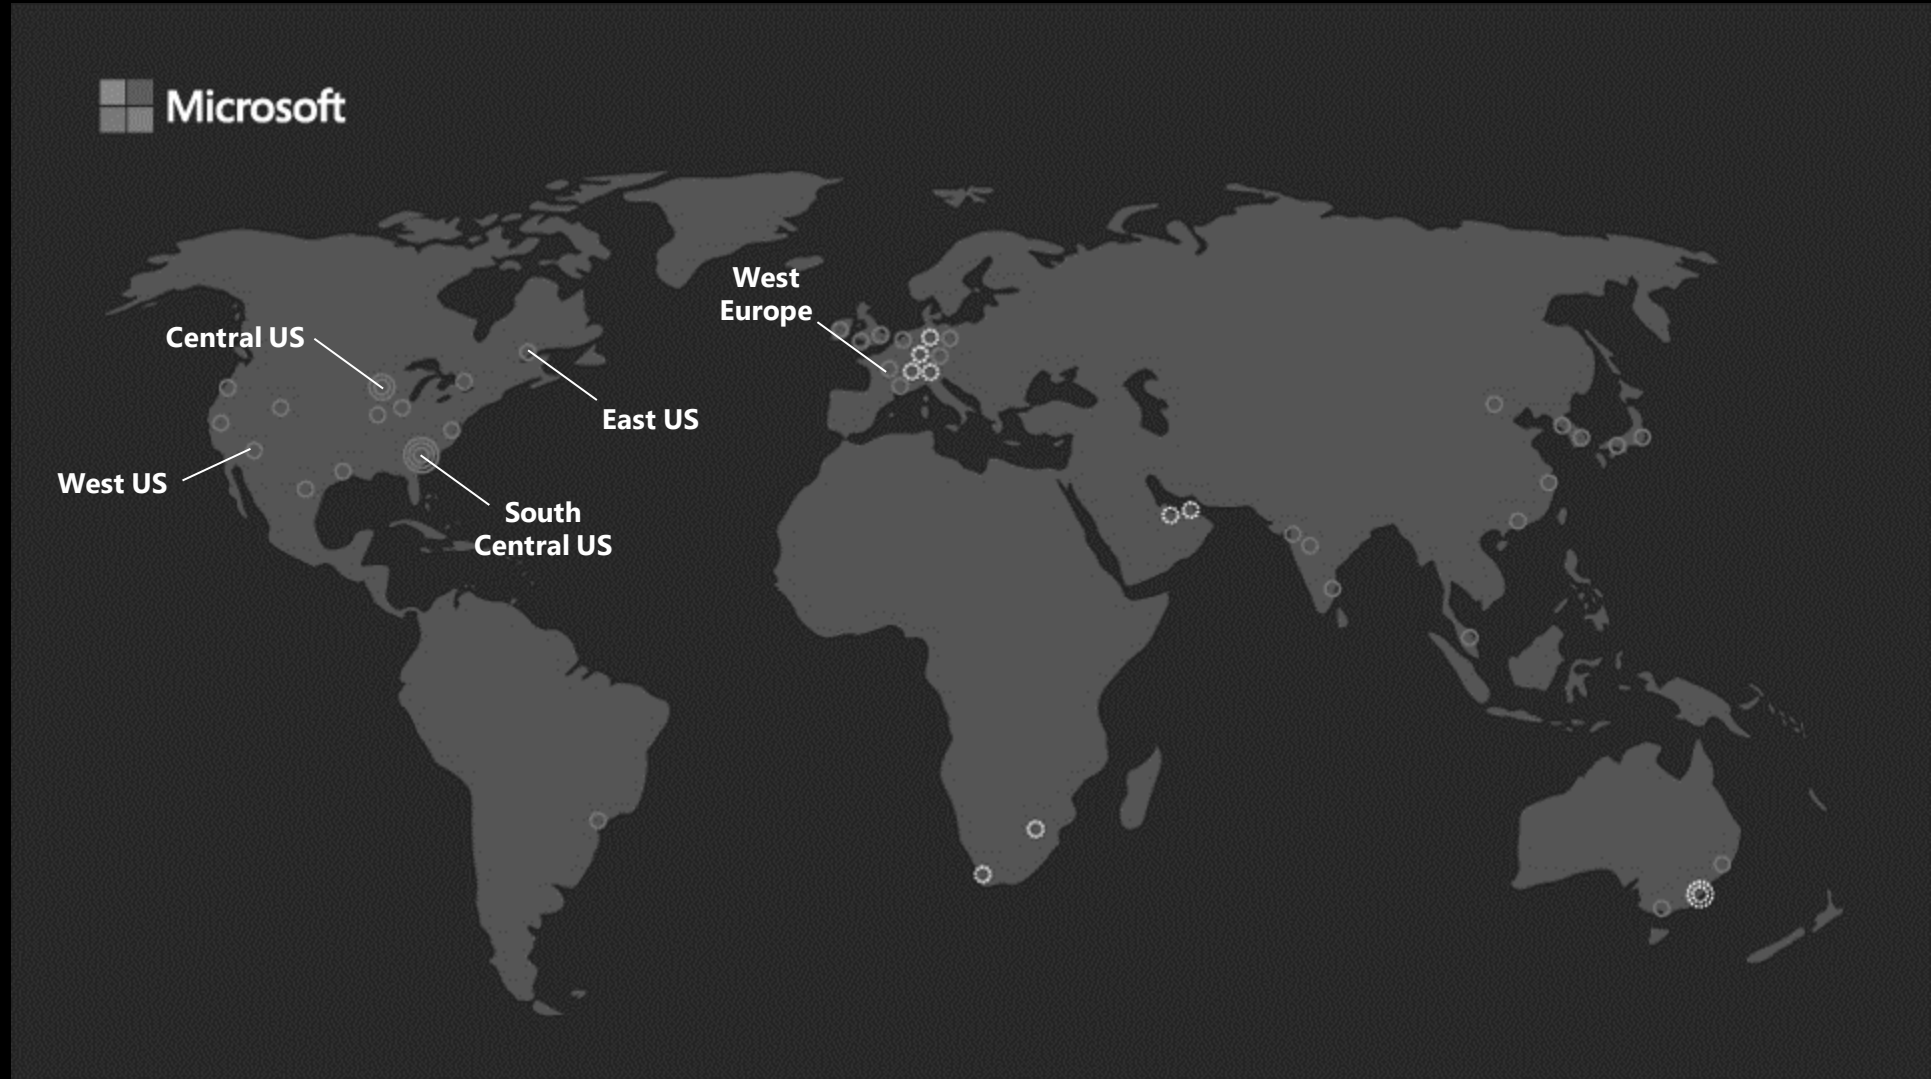 Microsoft
West
Europe
Central US
East US
West US
South
Central US